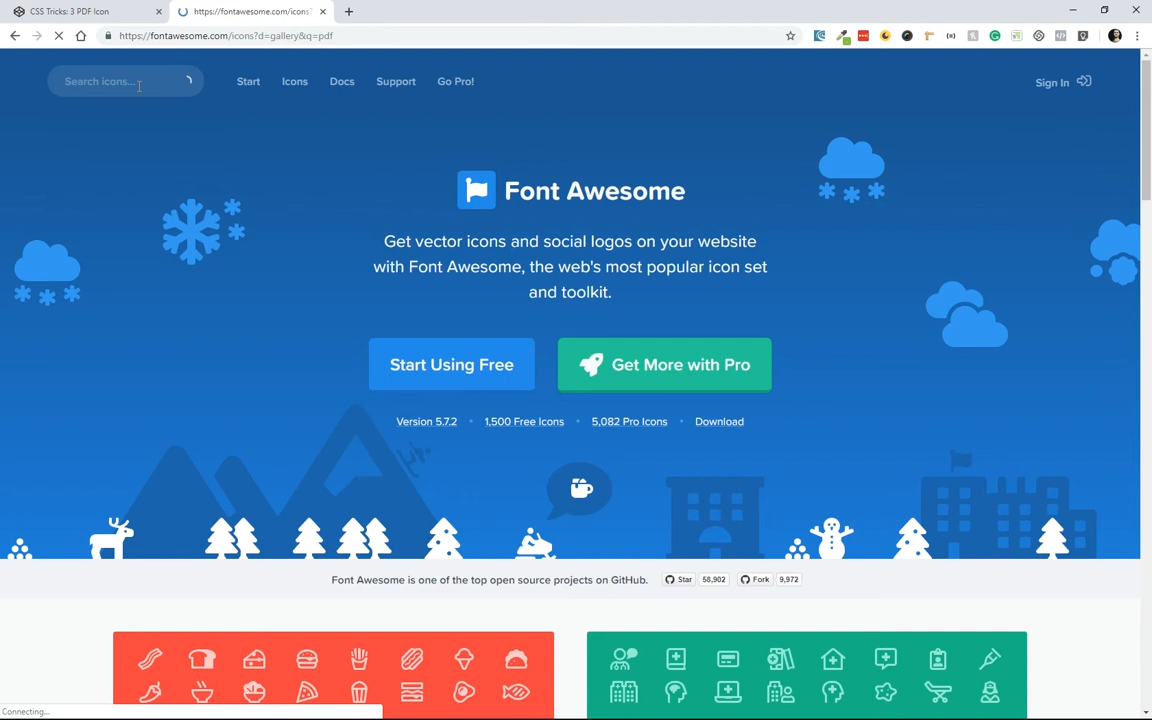 CSS Tricks: 3 PDF Icon
https://fontawesome.com/icons?
https://fontawesome.com/icons?d=gallery&q=pdf
Search icons...
Start
Icons
Docs
Support
Go Pro!
Sign In
Font Awesome
Get vector icons and social logos on your website
with Font Awesome, the web's most popular icon set
and toolkit.
Start Using Free
Get More with Pro
Version 5.7.2
1,500 Free Icons
5,082 Pro Icons
Download
Font Awesome is one of the top open source projects on GitHub.
Star
58,902
Fork
9,972
Connecting...